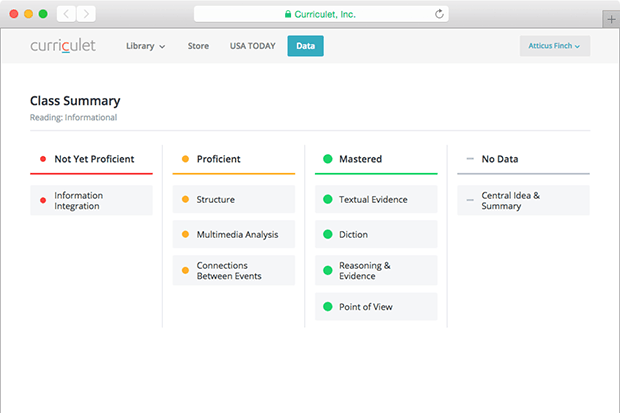 Curriculet, Inc.
curriculet
Library
Store
USA TODAY
Data
Atticus Finch
Class Summary
Reading: Informational
Not Yet Proficient
Information
Integration
Proficient
Structure
Multimedia Analysis
Connections
Between Events
Mastered
Textual Evidence
Diction
Reasoning &
Evidence
Point of View
No Data
Central Idea &
Summary